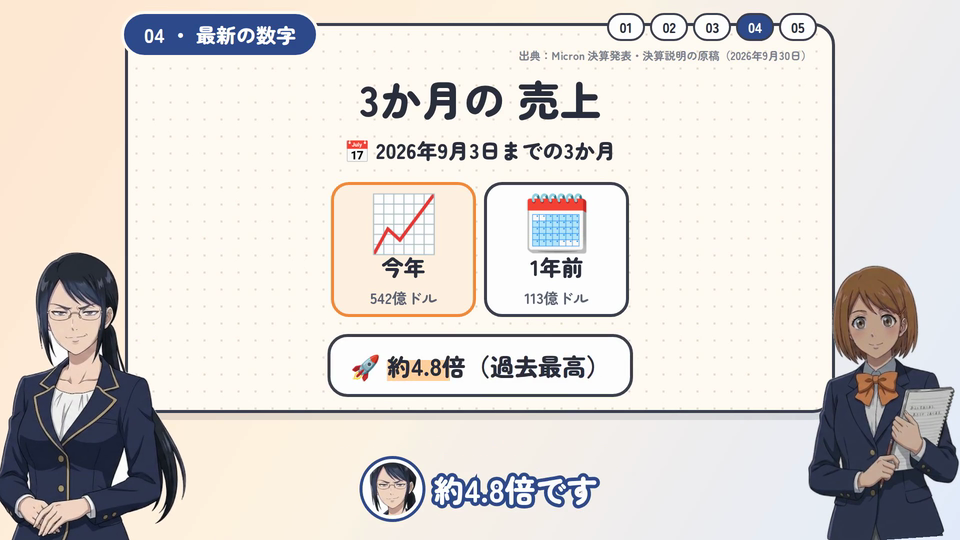 04 ・ 最新の数字
01 02 03 04 05
出典：Micron 決算発表・決算説明の原稿（2026年9月30日）
3か月の 売上
July 17 2026年9月3日までの3か月
今年
542億ドル
1年前
113億ドル
約4.8倍（過去最高）
約4.8倍です